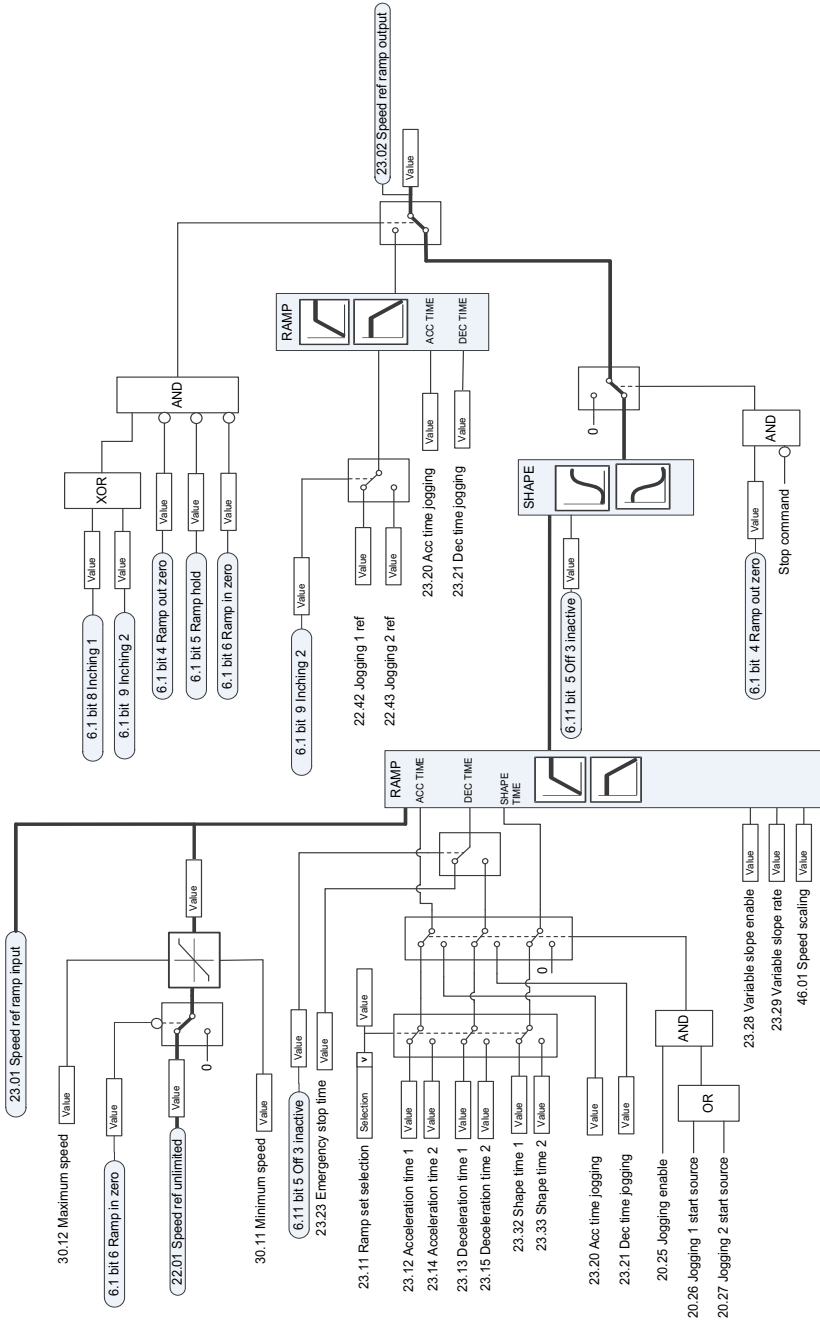 23.01 Speed ref ramp input
30.12 Maximum speed
Value
6.1 bit 6 Ramp in zero
Value
22.01 Speed ref unlimited
Value
0
Value
30.11 Minimum speed
Value
6.11 bit 5 Off 3 inactive
Value
23.23 Emergency stop time
Value
23.11 Ramp set selection
Selection
v
Value
23.12 Acceleration time 1
Value
23.14 Acceleration time 2
Value
23.13 Deceleration time 1
Value
23.15 Deceleration time 2
Value
23.32 Shape time 1
Value
23.33 Shape time 2
Value
0
23.20 Acc time jogging
Value
23.21 Dec time jogging
Value
20.25 Jogging enable
20.26 Jogging 1 start source
20.27 Jogging 2 start source
OR
AND
23.28 Variable slope enable
Value
23.29 Variable slope rate
Value
46.01 Speed scaling
Value
RAMP
ACC TIME
DEC TIME
SHAPE
TIME
6.1 bit 8 Inching 1
Value
6.1 bit 9 Inching 2
Value
XOR
6.1 bit 4 Ramp out zero
Value
6.1 bit 5 Ramp hold
Value
6.1 bit 6 Ramp in zero
Value
AND
6.1 bit 9 Inching 2
Value
22.42 Jogging 1 ref
Value
22.43 Jogging 2 ref
Value
23.20 Acc time jogging
Value
23.21 Dec time jogging
Value
RAMP
ACC TIME
DEC TIME
6.11 bit 5 Off 3 inactive
Value
SHAPE
0
6.1 bit 4 Ramp out zero
Value
Stop command
AND
23.02 Speed ref ramp output
Value